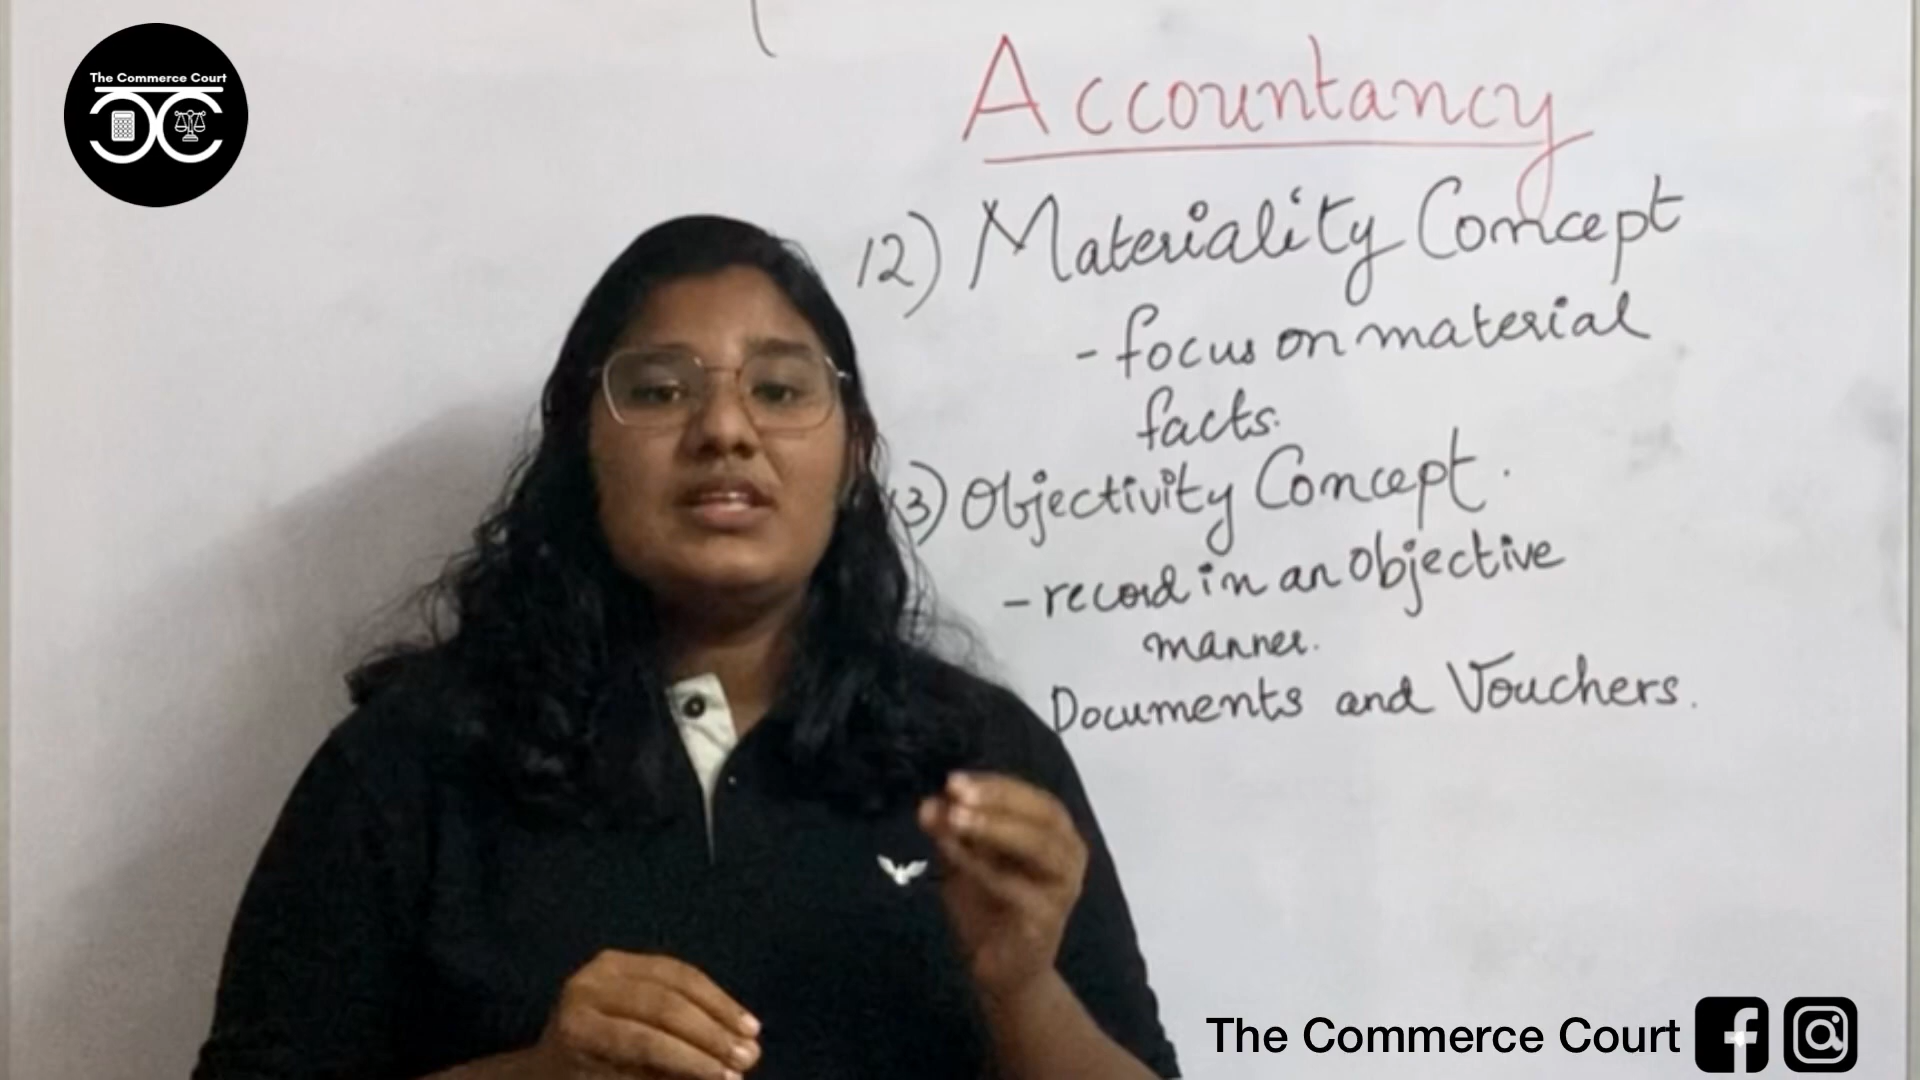 The Commerce Court
Accountancy
12) Materiality Concept
- focus on material
facts.
13) Objectivity Concept.
- record in an objective
manner.
Documents and Vouchers.
The Commerce Court